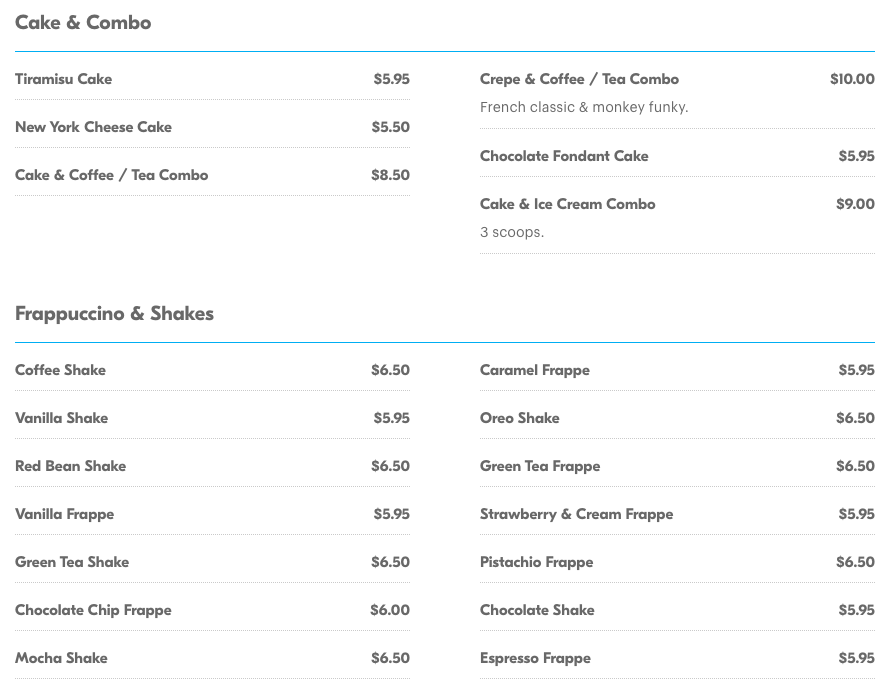 Cake & Combo
Tiramisu Cake $5.95
New York Cheese Cake $5.50
Cake & Coffee / Tea Combo $8.50
Crepe & Coffee / Tea Combo $10.00
French classic & monkey funky.
Chocolate Fondant Cake $5.95
Cake & Ice Cream Combo $9.00
3 scoops.
Frappuccino & Shakes
Coffee Shake $6.50
Vanilla Shake $5.95
Red Bean Shake $6.50
Vanilla Frappe $5.95
Green Tea Shake $6.50
Chocolate Chip Frappe $6.00
Mocha Shake $6.50
Caramel Frappe $5.95
Oreo Shake $6.50
Green Tea Frappe $6.50
Strawberry & Cream Frappe $5.95
Pistachio Frappe $6.50
Chocolate Shake $5.95
Espresso Frappe $5.95